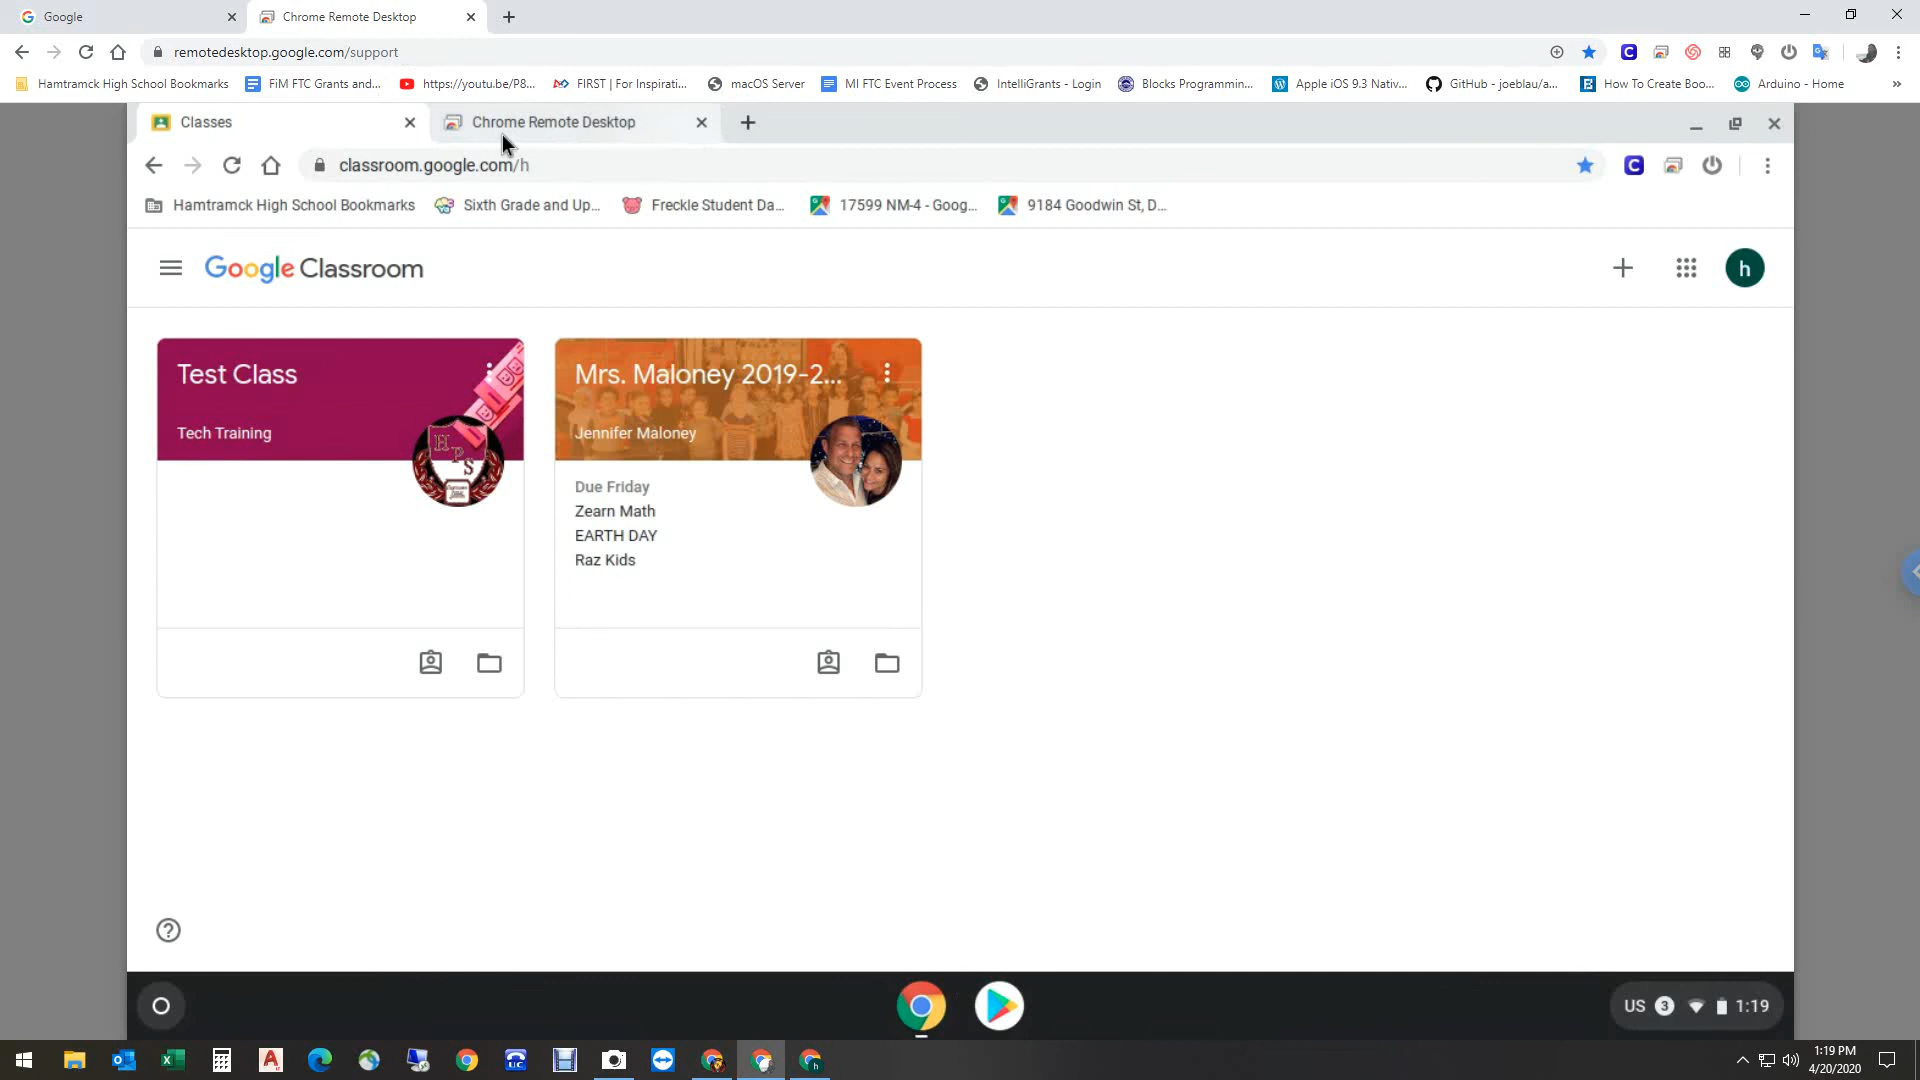 Google
Chrome Remote Desktop
remotedesktop.google.com/support
Hamtramck High School Bookmarks
FiM FTC Grants and...
https://youtu.be/P8...
FIRST | For Inspirati...
macOS Server
MI FTC Event Process
IntelliGrants - Login
Blocks Programmin...
Apple iOS 9.3 Nativ...
GitHub - joeblau/a...
How To Create Boo...
Arduino - Home
»
Classes
Chrome Remote Desktop
classroom.google.com/h
C
Hamtramck High School Bookmarks
Sixth Grade and Up...
Freckle Student Da...
17599 NM-4 - Goog...
9184 Goodwin St, D...
Google Classroom
h
Test Class
Tech Training
HPS
Mrs. Maloney 2019-2...
Jennifer Maloney
Due Friday
Zearn Math
EARTH DAY
Raz Kids
US 3 1:19
1:19 PM
4/20/2020